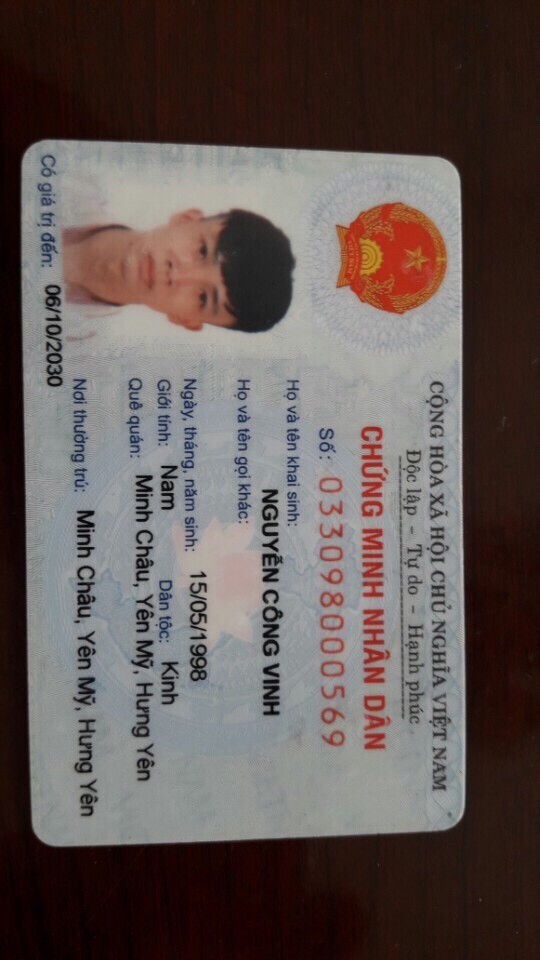 CỘNG HÒA XÃ HỘI CHỦ NGHĨA VIỆT NAM
Độc lập - Tự do - Hạnh phúc
CHỨNG MINH NHÂN DÂN
Số: 033098000569
Họ và tên khai sinh:
NGUYỄN CÔNG VINH
Họ và tên gọi khác:
Ngày, tháng, năm sinh: 15/05/1998
Giới tính: Nam Dân tộc: Kinh
Quê quán: Minh Châu, Yên Mỹ, Hưng Yên
Nơi thường trú: Minh Châu, Yên Mỹ, Hưng Yên
Có giá trị đến: 06/10/2030